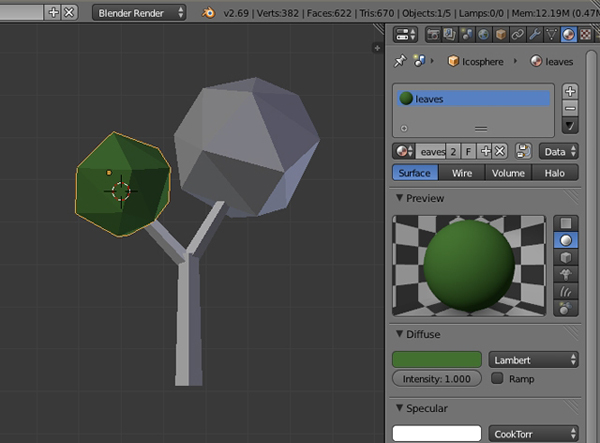 Blender Render
v2.69 | Verts:382 | Faces:622 | Tris:670 | Objects:1/5 | Lamps:0/0 | Mem:12.19M (0.47M
Icosphere
leaves
leaves
eaves 2 F Data
Surface Wire Volume Halo
Preview
Diffuse
Lambert
Intensity: 1.000 Ramp
Specular
CookTorr